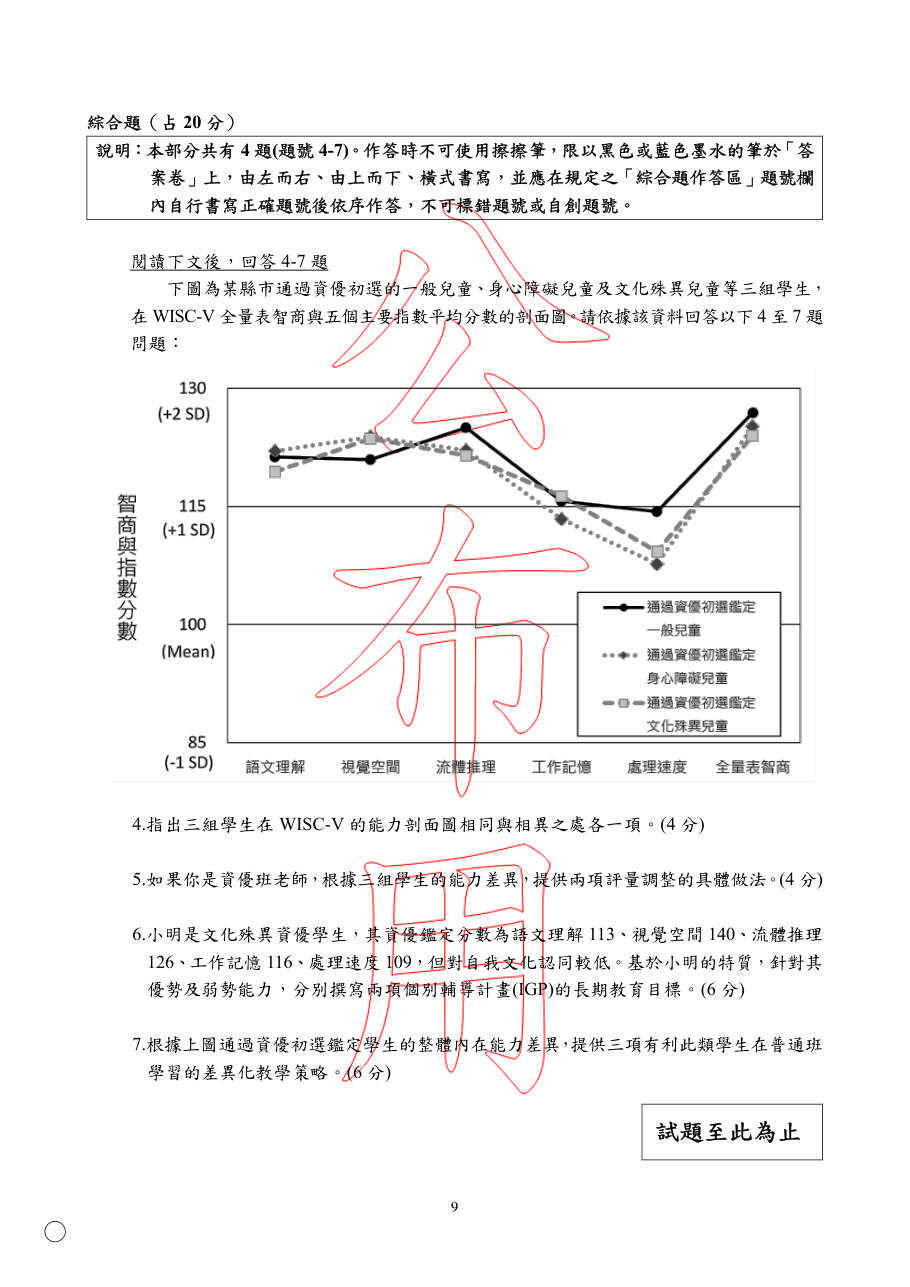 綜合題（占 20 分）
說明：本部分共有 4 題(題號 4-7)。作答時不可使用擦擦筆，限以黑色或藍色墨水的筆於「答
案卷」上，由左而右、由上而下、橫式書寫，並應在規定之「綜合題作答區」題號欄
內自行書寫正確題號後依序作答，不可標錯題號或自創題號。
閱讀下文後，回答 4-7 題
下圖為某縣市通過資優初選的一般兒童、身心障礙兒童及文化殊異兒童等三組學生，
在 WISC-V 全量表智商與五個主要指數平均分數的剖面圖。請依據該資料回答以下 4 至 7 題
問題：
130
(+2 SD)
115
(+1 SD)
100
(Mean)
85
(-1 SD)
智商與指數分數
通過資優初選鑑定
一般兒童
通過資優初選鑑定
身心障礙兒童
通過資優初選鑑定
文化殊異兒童
語文理解 視覺空間 流體推理 工作記憶 處理速度 全量表智商
4.指出三組學生在 WISC-V 的能力剖面圖相同與相異之處各一項。(4 分)
5.如果你是資優班老師，根據三組學生的能力差異，提供兩項評量調整的具體做法。(4 分)
6.小明是文化殊異資優學生，其資優鑑定分數為語文理解 113、視覺空間 140、流體推理
126、工作記憶 116、處理速度 109，但對自我文化認同較低。基於小明的特質，針對其
優勢及弱勢能力，分別撰寫兩項個別輔導計畫(IGP)的長期教育目標。(6 分)
7.根據上圖通過資優初選鑑定學生的整體內在能力差異，提供三項有利此類學生在普通班
學習的差異化教學策略。(6 分)
試題至此為止
9
公布用